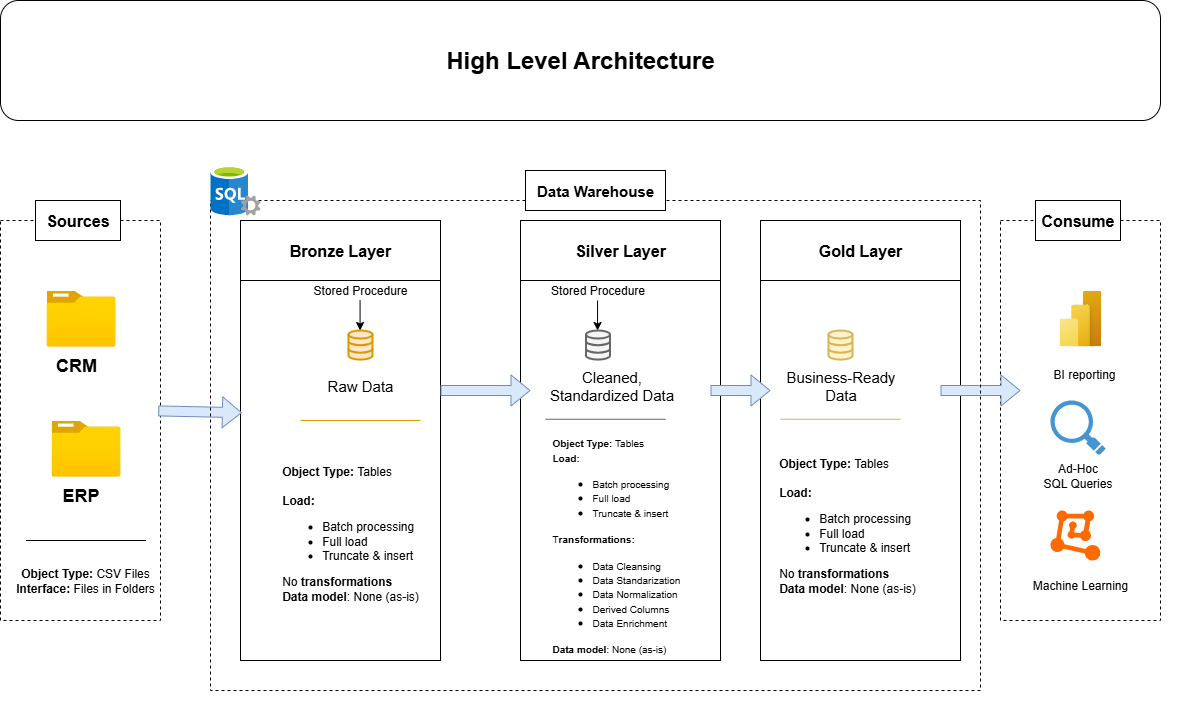 High Level Architecture
SQL
Data Warehouse
Sources
CRM
ERP
Object Type: CSV Files
Interface: Files in Folders
Bronze Layer
Stored Procedure
Raw Data
Object Type: Tables
Load:
Batch processing
Full load
Truncate & insert
No transformations
Data model: None (as-is)
Silver Layer
Stored Procedure
Cleaned,
Standardized Data
Object Type: Tables
Load:
Batch processing
Full load
Truncate & insert
Transformations:
Data Cleansing
Data Standarization
Data Normalization
Derived Columns
Data Enrichment
Data model: None (as-is)
Gold Layer
Business-Ready
Data
Object Type: Tables
Load:
Batch processing
Full load
Truncate & insert
No transformations
Data model: None (as-is)
Consume
BI reporting
Ad-Hoc
SQL Queries
Machine Learning